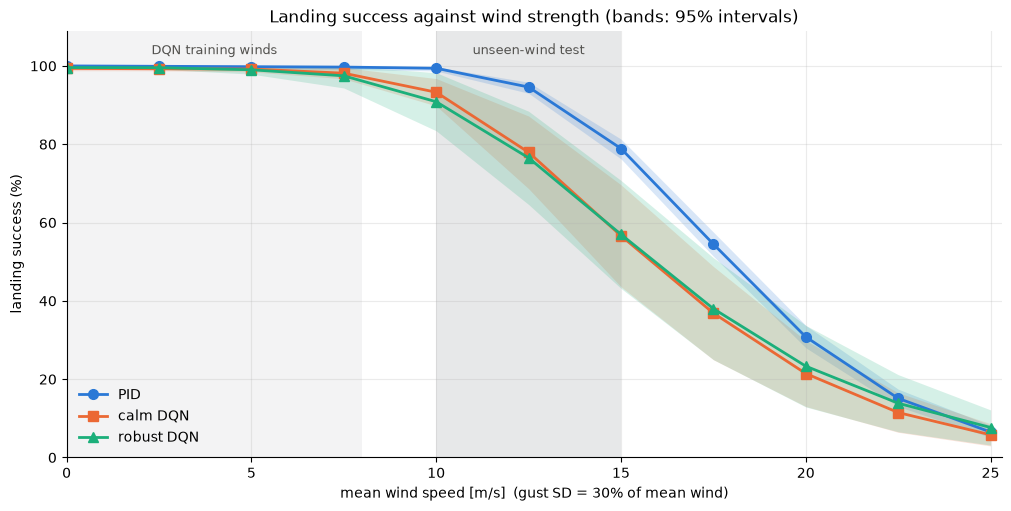 Landing success against wind strength (bands: 95% intervals)
DQN training winds
unseen-wind test
landing success (%)
100
80
60
40
20
0
PID
calm DQN
robust DQN
0 5 10 15 20 25
mean wind speed [m/s]  (gust SD = 30% of mean wind)